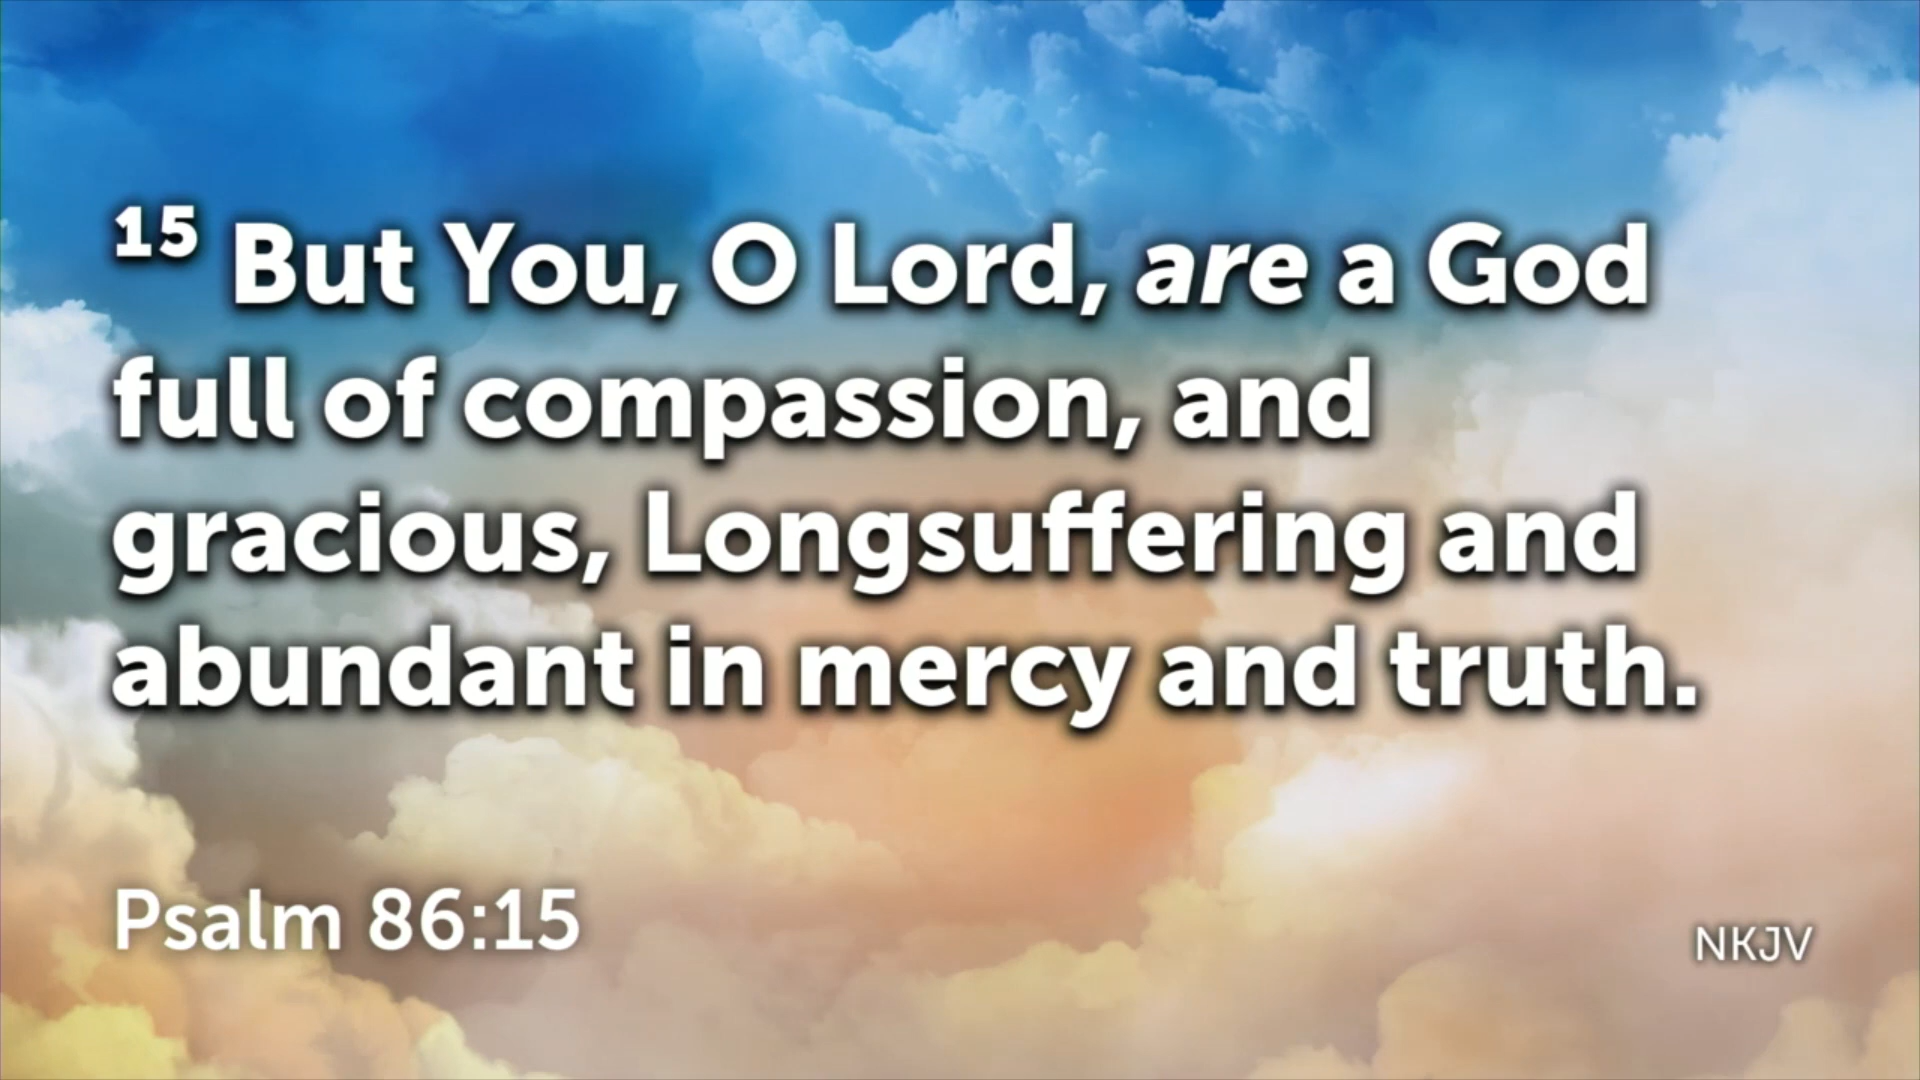 15 But You, O Lord, are a God
full of compassion, and
gracious, Longsuffering and
abundant in mercy and truth.
Psalm 86:15
NKJV